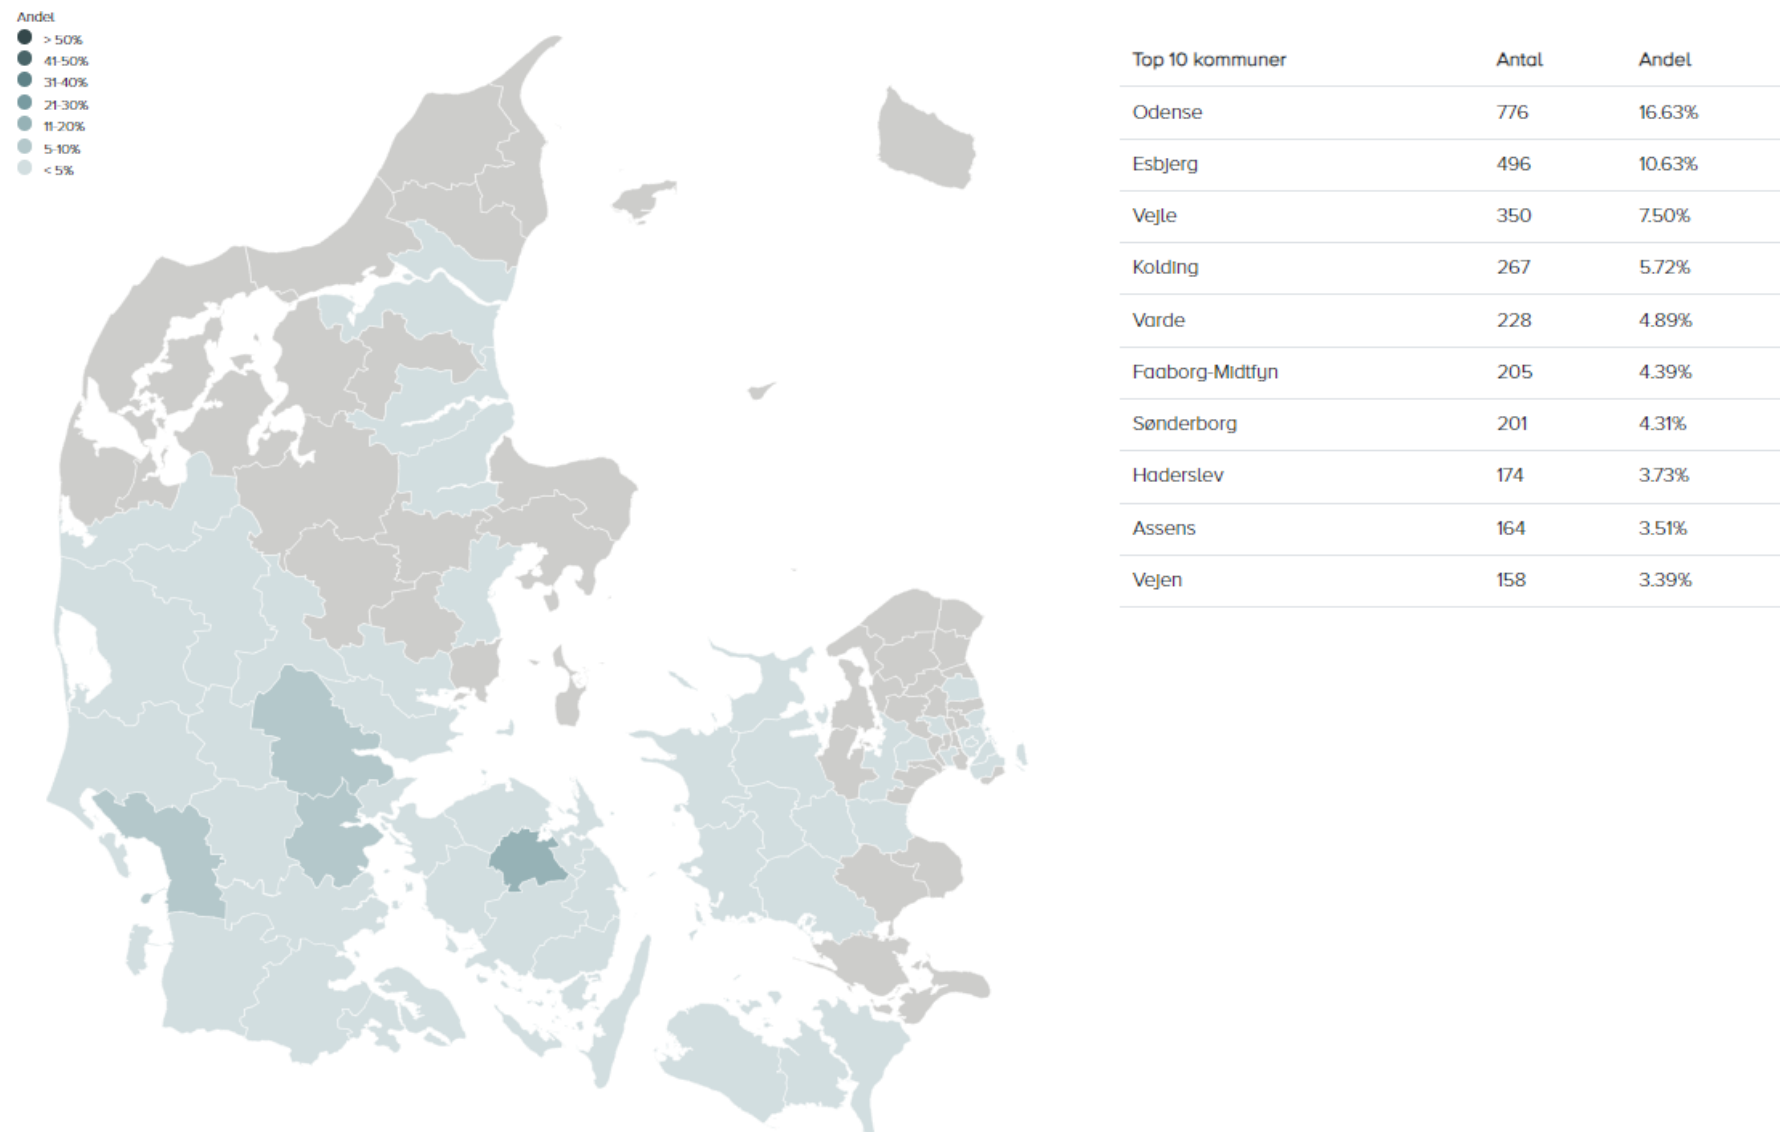 Andel
> 50%
41-50%
31-40%
21-30%
11-20%
5-10%
< 5%
Top 10 kommuner Antal Andel
Odense 776 16.63%
Esbjerg 496 10.63%
Vejle 350 7.50%
Kolding 267 5.72%
Varde 228 4.89%
Faaborg-Midtfyn 205 4.39%
Sønderborg 201 4.31%
Haderslev 174 3.73%
Assens 164 3.51%
Vejen 158 3.39%